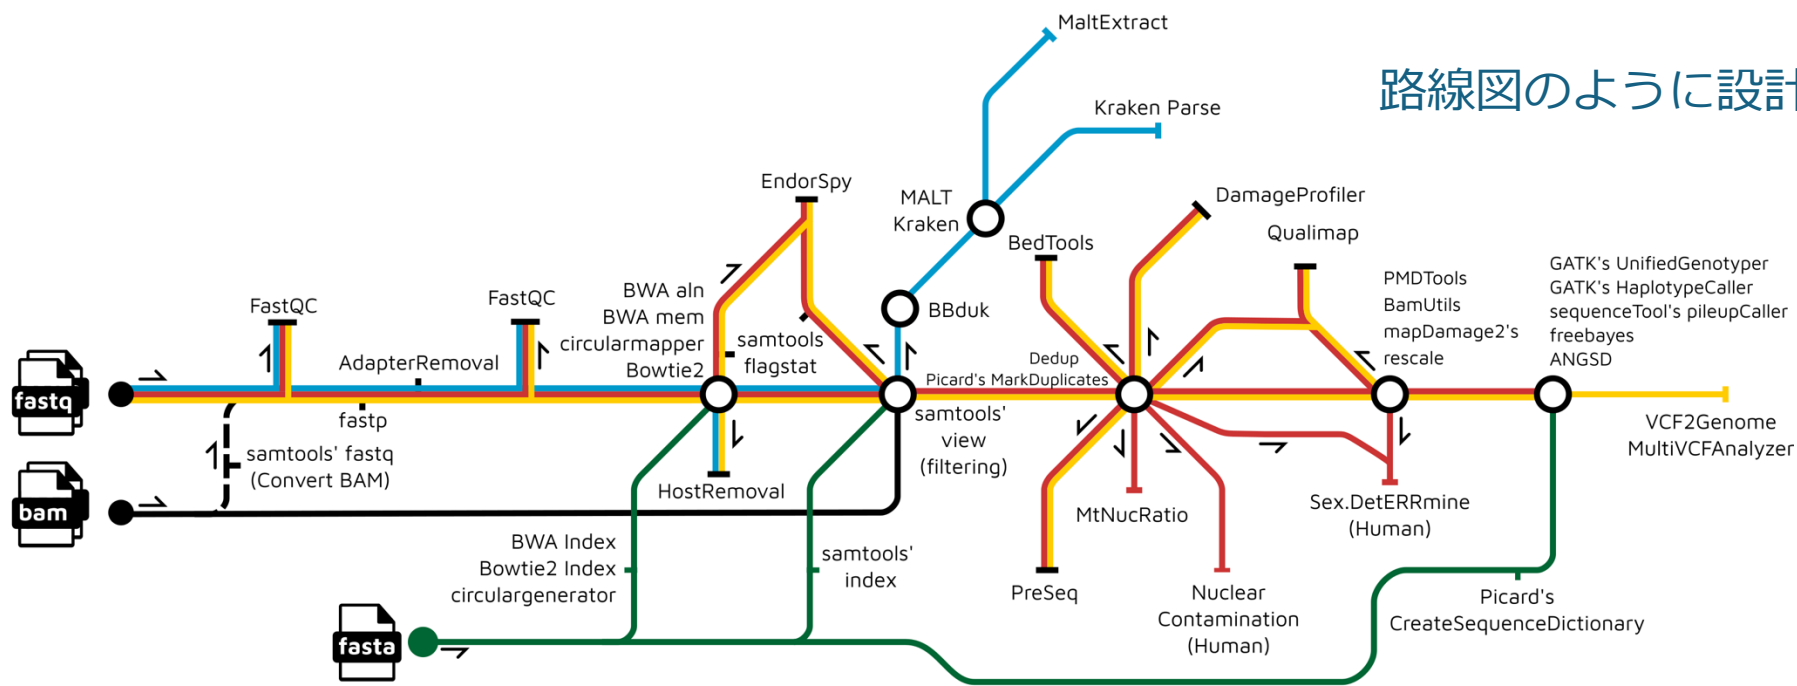 MaltExtract
路線図のように設計
Kraken Parse
EndorSpy
MALT
Kraken
DamageProfiler
Qualimap
BedTools
GATK's UnifiedGenotyper
GATK's HaplotypeCaller
sequenceTool's pileupCaller
freebayes
ANGSD
PMDTools
BamUtils
mapDamage2's
rescale
FastQC
FastQC
BWA aln
BWA mem
circularmapper
Bowtie2
BBduk
samtools
flagstat
AdapterRemoval
Dedup
Picard's MarkDuplicates
fastq
fastp
samtools'
view
(filtering)
VCF2Genome
MultiVCFAnalyzer
samtools' fastq
(Convert BAM)
bam
HostRemoval
MtNucRatio
Sex.DetERRmine
(Human)
BWA Index
Bowtie2 Index
circulargenerator
samtools'
index
PreSeq
Nuclear
Contamination
(Human)
Picard's
CreateSequenceDictionary
fasta